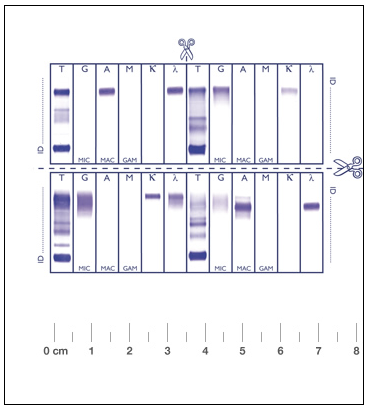 T G A M K λ T G A M K λ
ID
MIC MAC GAM MIC MAC GAM
ID
T G A M K λ T G A M K λ
ID
MIC MAC GAM MIC MAC GAM
ID
0 cm 1 2 3 4 5 6 7 8